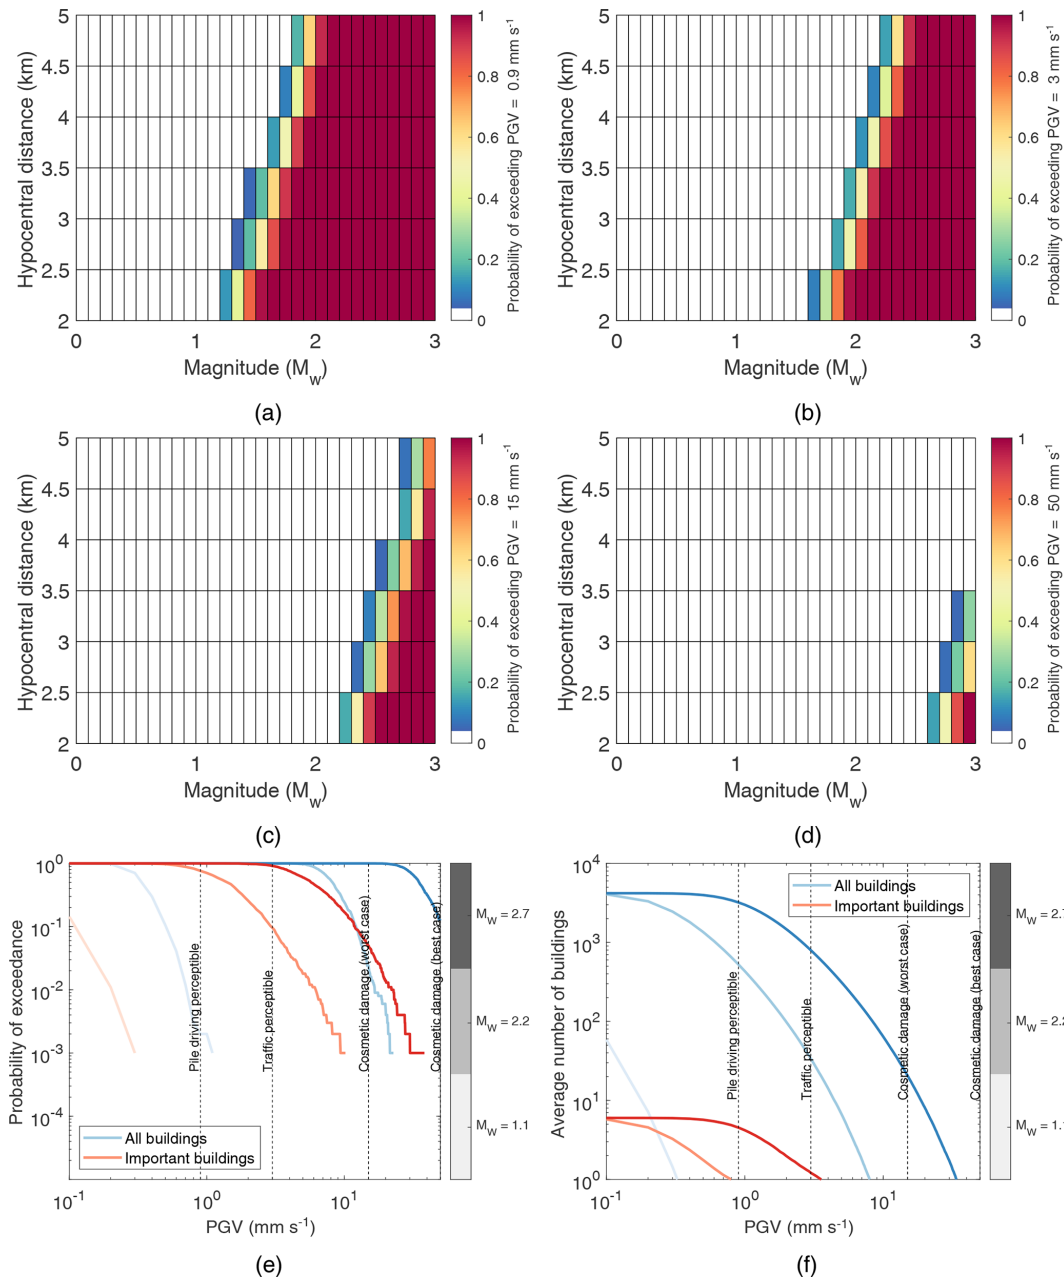 5
4.5
4
3.5
3
2.5
2
0
1
2
3
Hypocentral distance (km)
Magnitude (Mw)
1
0.8
0.6
0.4
0.2
0
Probability of exceeding PGV = 0.9 mm s-1
(a)
5
4.5
4
3.5
3
2.5
2
0
1
2
3
Hypocentral distance (km)
Magnitude (Mw)
1
0.8
0.6
0.4
0.2
0
Probability of exceeding PGV = 3 mm s-1
(b)
5
4.5
4
3.5
3
2.5
2
0
1
2
3
Hypocentral distance (km)
Magnitude (Mw)
1
0.8
0.6
0.4
0.2
0
Probability of exceeding PGV = 15 mm s-1
(c)
5
4.5
4
3.5
3
2.5
2
0
1
2
3
Hypocentral distance (km)
Magnitude (Mw)
1
0.8
0.6
0.4
0.2
0
Probability of exceeding PGV = 50 mm s-1
(d)
10^0
10^-1
10^-2
10^-3
10^-4
Probability of exceedance
Pile driving perceptible
Traffic perceptible
Cosmetic damage (worst case)
Cosmetic damage (best case)
All buildings
Important buildings
10^-1
10^0
10^1
PGV (mm s-1)
MW = 2.7
MW = 2.2
MW = 1.1
(e)
10^4
10^3
10^2
10^1
10^0
Average number of buildings
All buildings
Important buildings
Pile driving perceptible
Traffic perceptible
Cosmetic damage (worst case)
Cosmetic damage (best case)
10^-1
10^0
10^1
PGV (mm s-1)
MW = 2.7
MW = 2.2
MW = 1.1
(f)